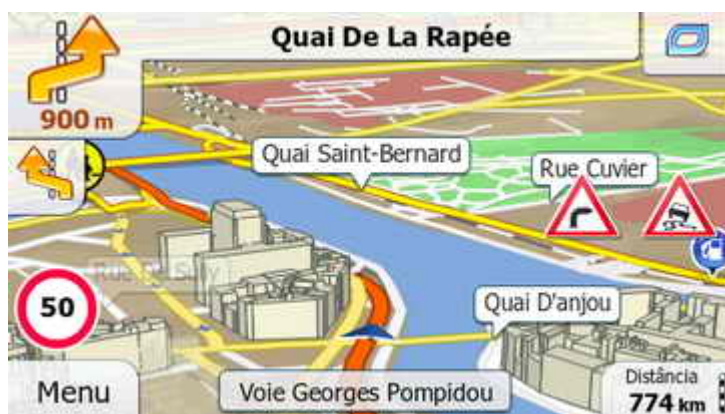 Quai De La Rapée
900 m
Quai Saint-Bernard
Rue Cuvier
50
Quai D'anjou
Menu
Voie Georges Pompidou
Distância
774 km